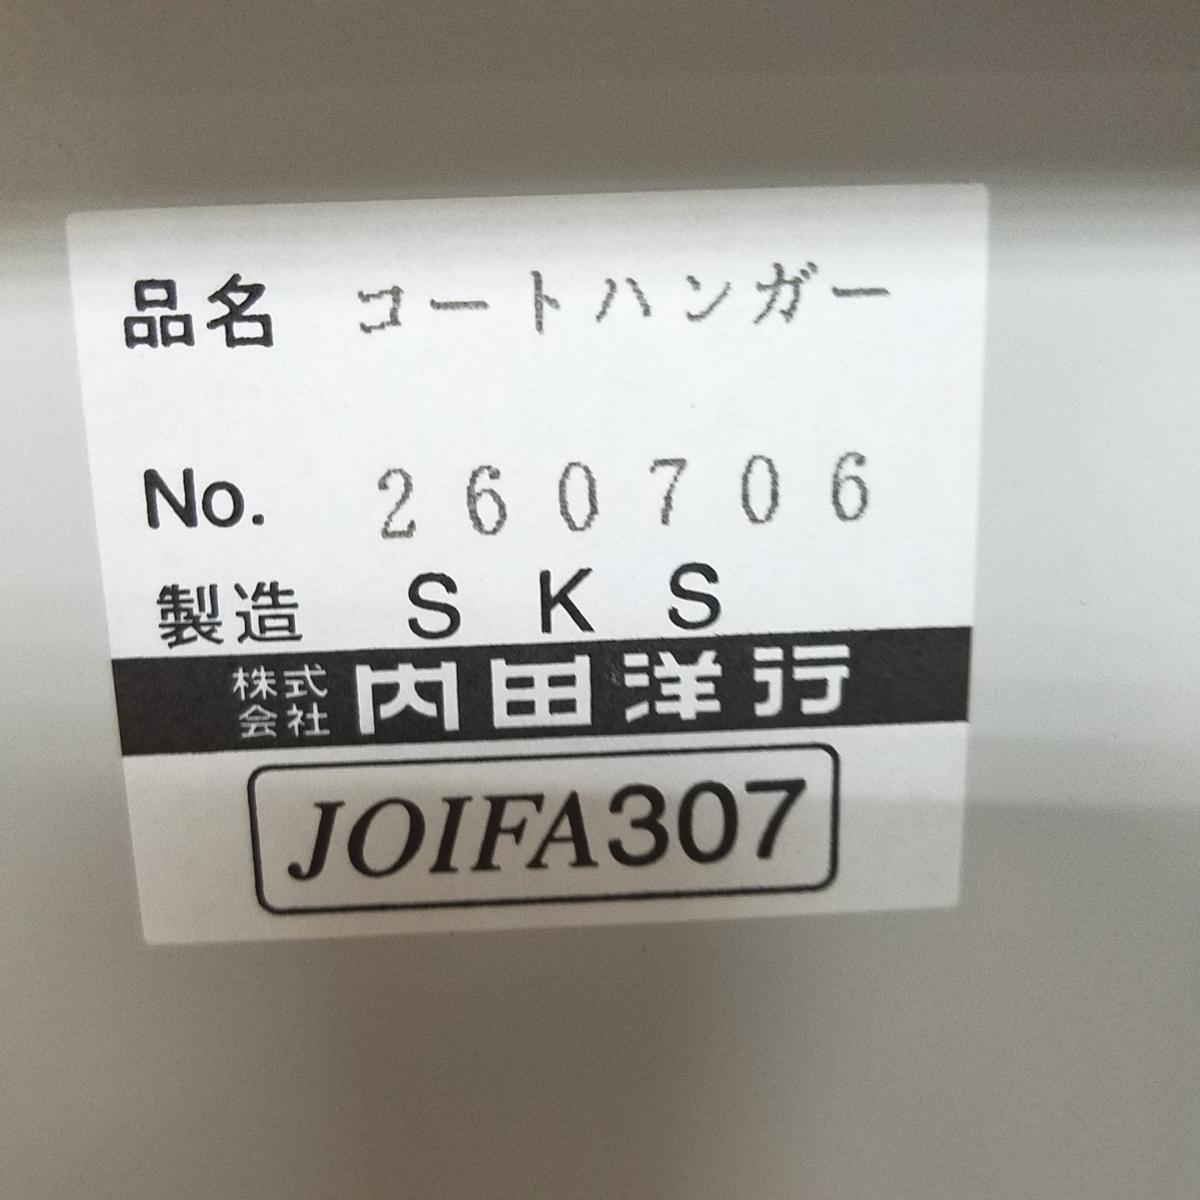 品名 コートハンガー
No. 260706
製造 SKS
株式会社 内田洋行
JOIFA307